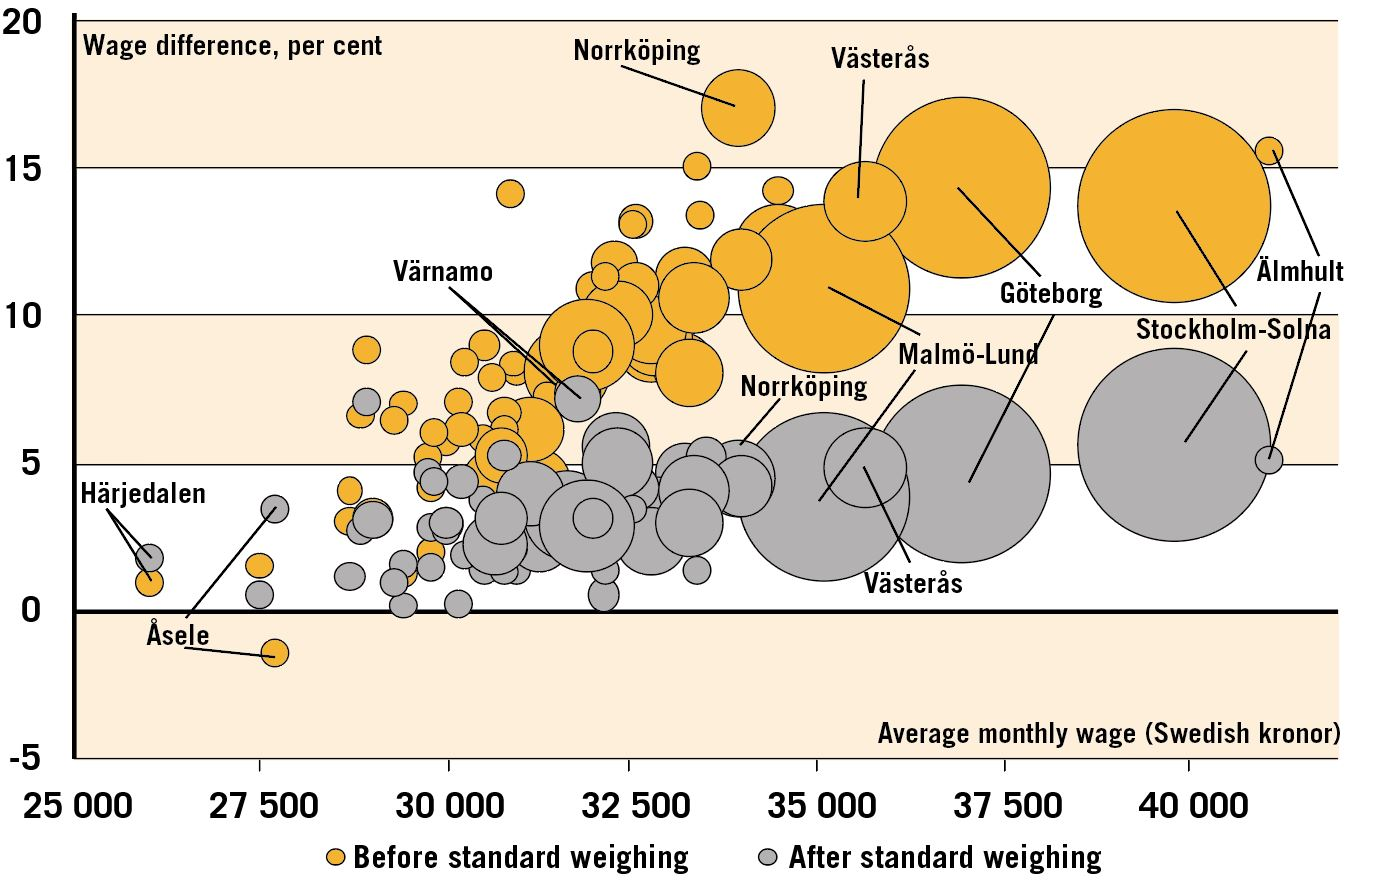 20
Wage difference, per cent
Norrköping
Västerås
15
Värnamo
Älmhult
Göteborg
10
Stockholm-Solna
Malmö-Lund
Norrköping
5
Härjedalen
Västerås
0
Åsele
Average monthly wage (Swedish kronor)
-5
25 000 27 500 30 000 32 500 35 000 37 500 40 000
Before standard weighing After standard weighing